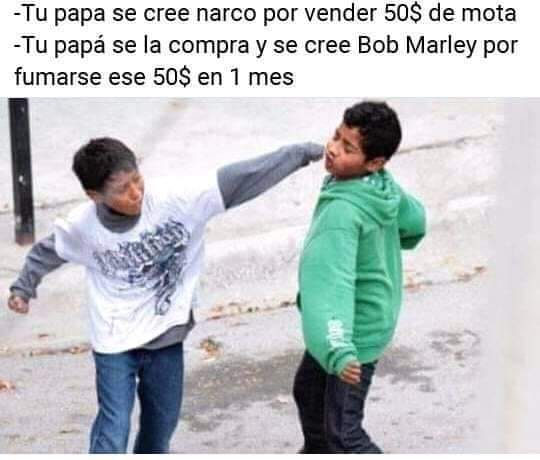 -Tu papa se cree narco por vender 50$ de mota
-Tu papá se la compra y se cree Bob Marley por
fumarse ese 50$ en 1 mes